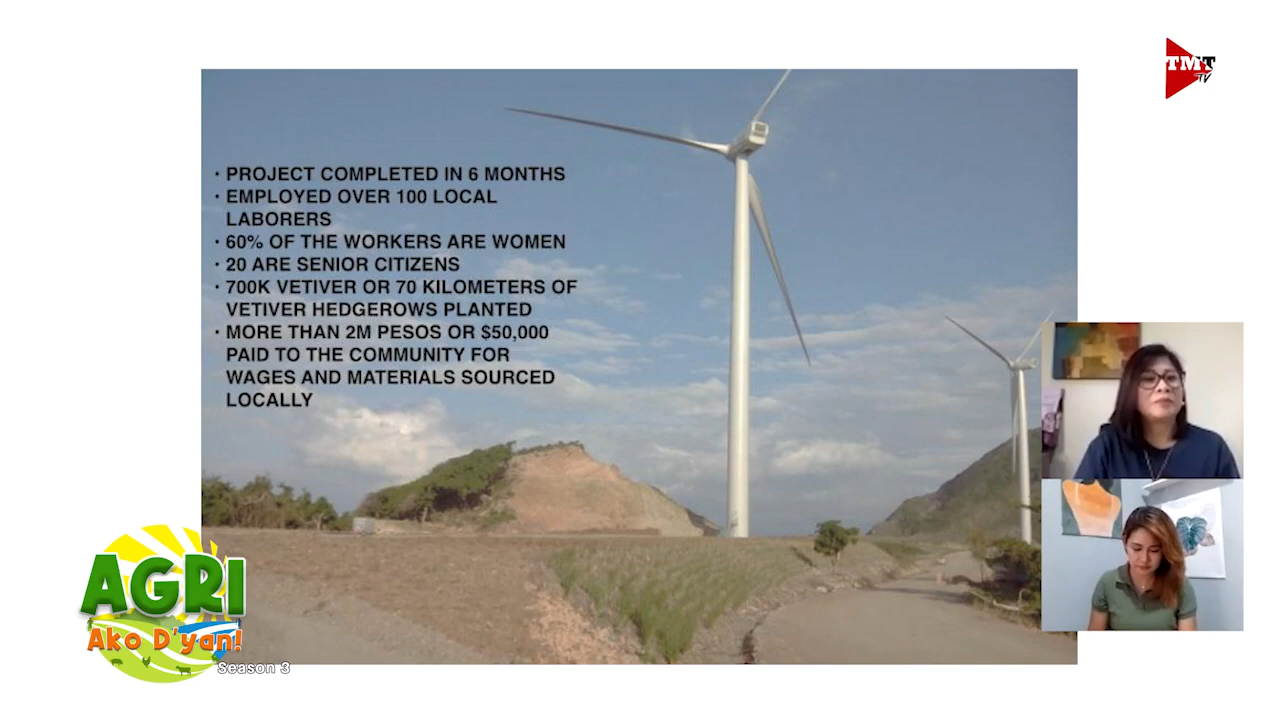 TMT
TV
· PROJECT COMPLETED IN 6 MONTHS
· EMPLOYED OVER 100 LOCAL
LABORERS
· 60% OF THE WORKERS ARE WOMEN
· 20 ARE SENIOR CITIZENS
· 700K VETIVER OR 70 KILOMETERS OF
VETIVER HEDGEROWS PLANTED
· MORE THAN 2M PESOS OR $50,000
PAID TO THE COMMUNITY FOR
WAGES AND MATERIALS SOURCED
LOCALLY
AGRI
Ako D'yan!
Season 3